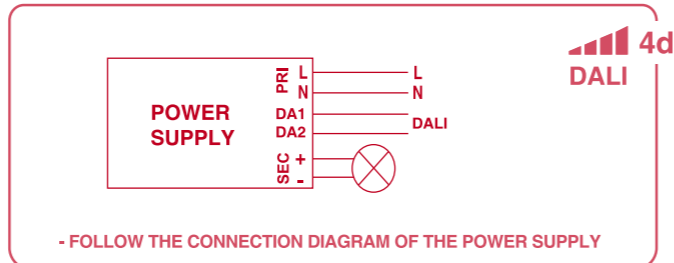 4d
DALI
POWER
SUPPLY
PRI
L
N
DA1
DA2
SEC
+
-
L
N
DALI
- FOLLOW THE CONNECTION DIAGRAM OF THE POWER SUPPLY